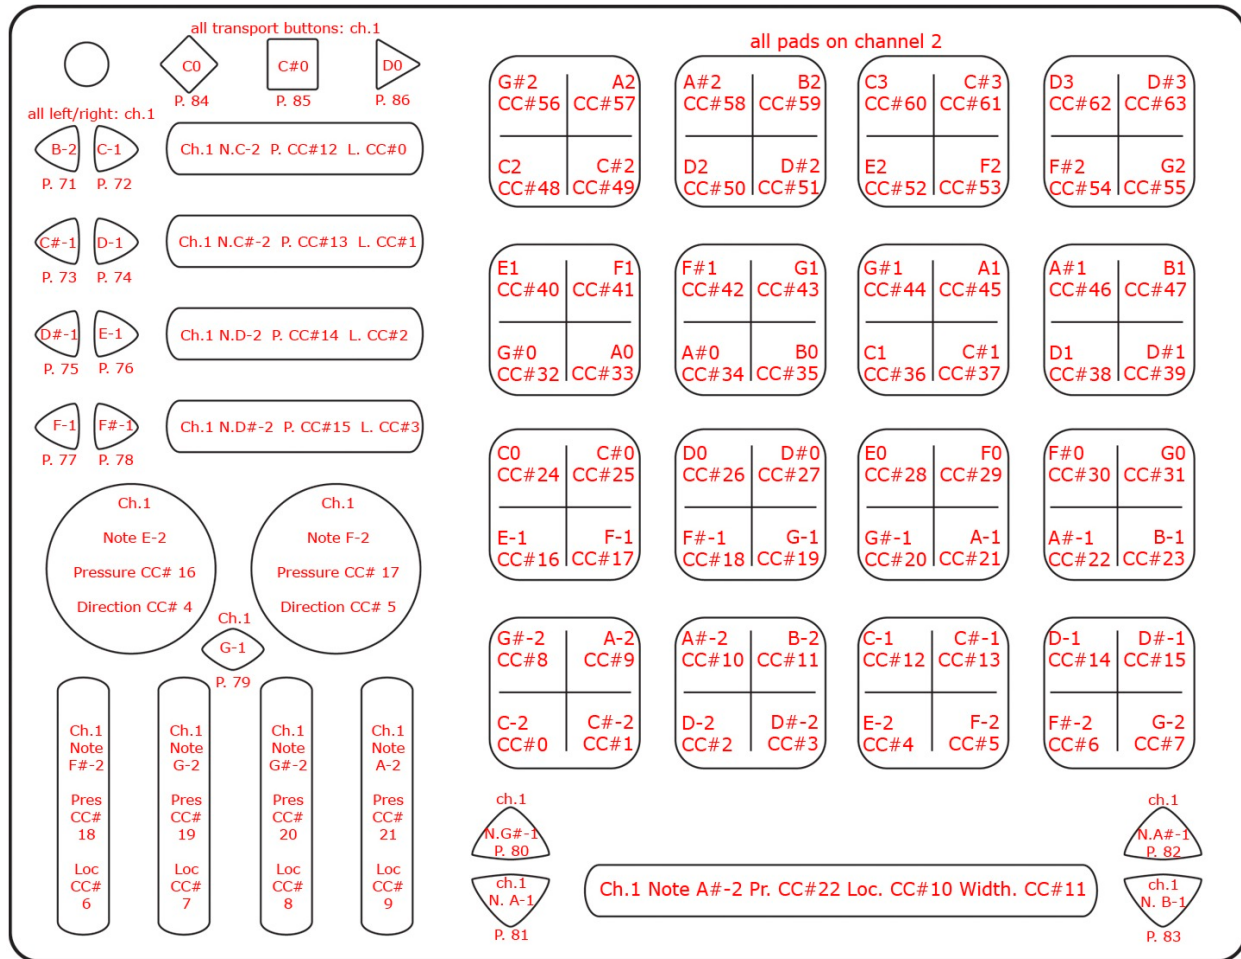 all transport buttons: ch.1
C0
C#0
D0
P. 84
P. 85
P. 86
all left/right: ch.1
B-2
C-1
P. 71
P. 72
Ch.1 N.C-2 P. CC#12 L. CC#0
C#-1
D-1
P. 73
P. 74
Ch.1 N.C#-2 P. CC#13 L. CC#1
D#-1
E-1
P. 75
P. 76
Ch.1 N.D-2 P. CC#14 L. CC#2
F-1
F#-1
P. 77
P. 78
Ch.1 N.D#-2 P. CC#15 L. CC#3
Ch.1
Note E-2
Pressure CC# 16
Direction CC# 4
Ch.1
Note F-2
Pressure CC# 17
Direction CC# 5
Ch.1
G-1
P. 79
Ch.1
Note
F#-2
Pres
CC#
18
Loc
CC#
6
Ch.1
Note
G-2
Pres
CC#
19
Loc
CC#
7
Ch.1
Note
G#-2
Pres
CC#
20
Loc
CC#
8
Ch.1
Note
A-2
Pres
CC#
21
Loc
CC#
9
all pads on channel 2
G#2 A2
CC#56 CC#57
C2 C#2
CC#48 CC#49
A#2 B2
CC#58 CC#59
D2 D#2
CC#50 CC#51
C3 C#3
CC#60 CC#61
E2 F2
CC#52 CC#53
D3 D#3
CC#62 CC#63
F#2 G2
CC#54 CC#55
E1 F1
CC#40 CC#41
G#0 A0
CC#32 CC#33
F#1 G1
CC#42 CC#43
A#0 B0
CC#34 CC#35
G#1 A1
CC#44 CC#45
C1 C#1
CC#36 CC#37
A#1 B1
CC#46 CC#47
D1 D#1
CC#38 CC#39
C0 C#0
CC#24 CC#25
E-1 F-1
CC#16 CC#17
D0 D#0
CC#26 CC#27
F#-1 G-1
CC#18 CC#19
E0 F0
CC#28 CC#29
G#-1 A-1
CC#20 CC#21
F#0 G0
CC#30 CC#31
A#-1 B-1
CC#22 CC#23
G#-2 A-2
CC#8 CC#9
C-2 C#-2
CC#0 CC#1
A#-2 B-2
CC#10 CC#11
D-2 D#-2
CC#2 CC#3
C-1 C#-1
CC#12 CC#13
E-2 F-2
CC#4 CC#5
D-1 D#-1
CC#14 CC#15
F#-2 G-2
CC#6 CC#7
ch.1
N.G#-1
P. 80
ch.1
N. A-1
P. 81
Ch.1 Note A#-2 Pr. CC#22 Loc. CC#10 Width. CC#11
ch.1
N.A#-1
P. 82
ch.1
N. B-1
P. 83